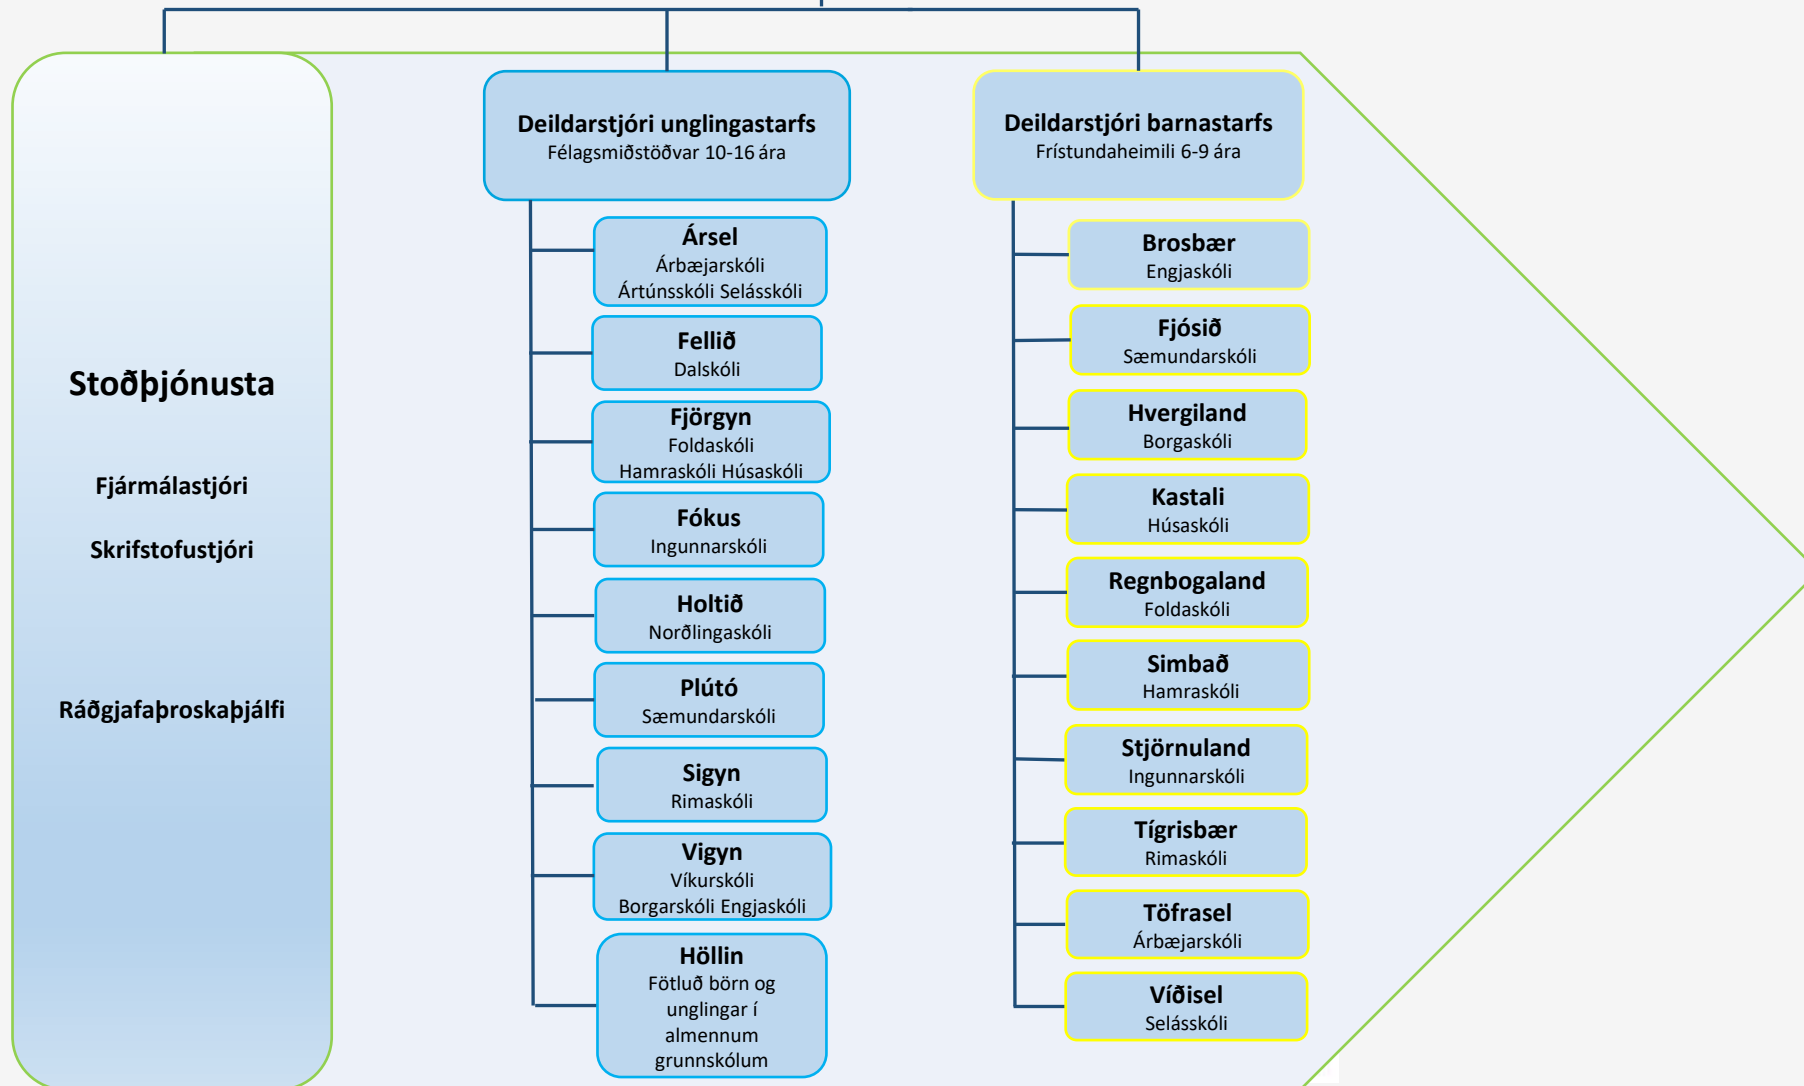 Stoðþjónusta
Fjármálastjóri
Skrifstofustjóri
Ráðgjafaþroskaþjálfi
Deildarstjóri unglingastarfs
Félagsmiðstöðvar 10-16 ára
Ársel
Árbæjarskóli
Ártúnsskóli Selásskóli
Fellið
Dalskóli
Fjörgyn
Foldaskóli
Hamraskóli Húsaskóli
Fókus
Ingunnarskóli
Holtið
Norðlingaskóli
Plútó
Sæmundarskóli
Sigyn
Rimaskóli
Vigyn
Víkurskóli
Borgarskóli Engjaskóli
Höllin
Fötluð börn og
unglingar í
almennum
grunnskólum
Deildarstjóri barnastarfs
Frístundaheimili 6-9 ára
Brosbær
Engjaskóli
Fjósið
Sæmundarskóli
Hvergiland
Borgaskóli
Kastali
Húsaskóli
Regnbogaland
Foldaskóli
Simbað
Hamraskóli
Stjörnuland
Ingunnarskóli
Tígrisbær
Rimaskóli
Töfrasel
Árbæjarskóli
Víðisel
Selásskóli